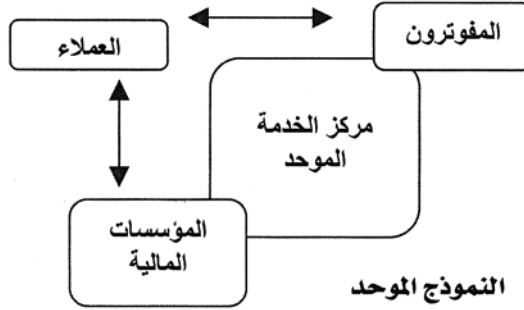 المفوترون
العملاء
مركز الخدمة
الموحد
المؤسسات
المالية
النموذج الموحد